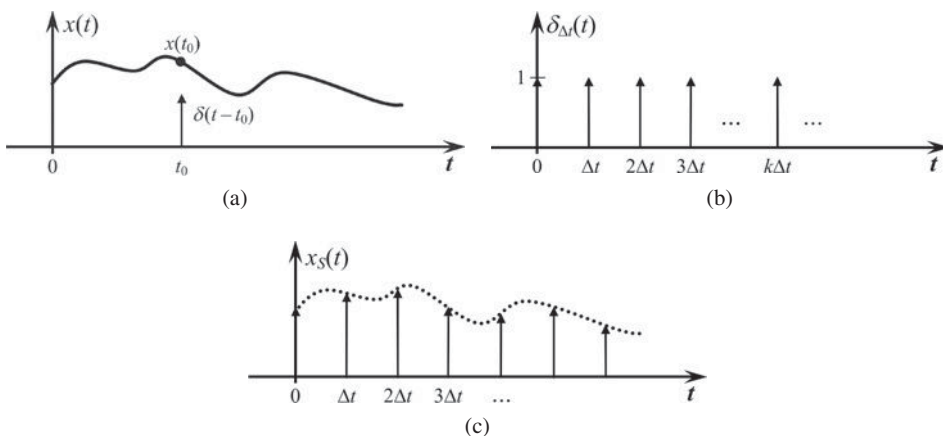 x(t)
x(t₀)
δ(t – t₀)
0
t₀
t
(a)
δ_Δt(t)
1
... ...
0 Δt 2Δt 3Δt kΔt t
(b)
x_S(t)
0 Δt 2Δt 3Δt ... t
(c)